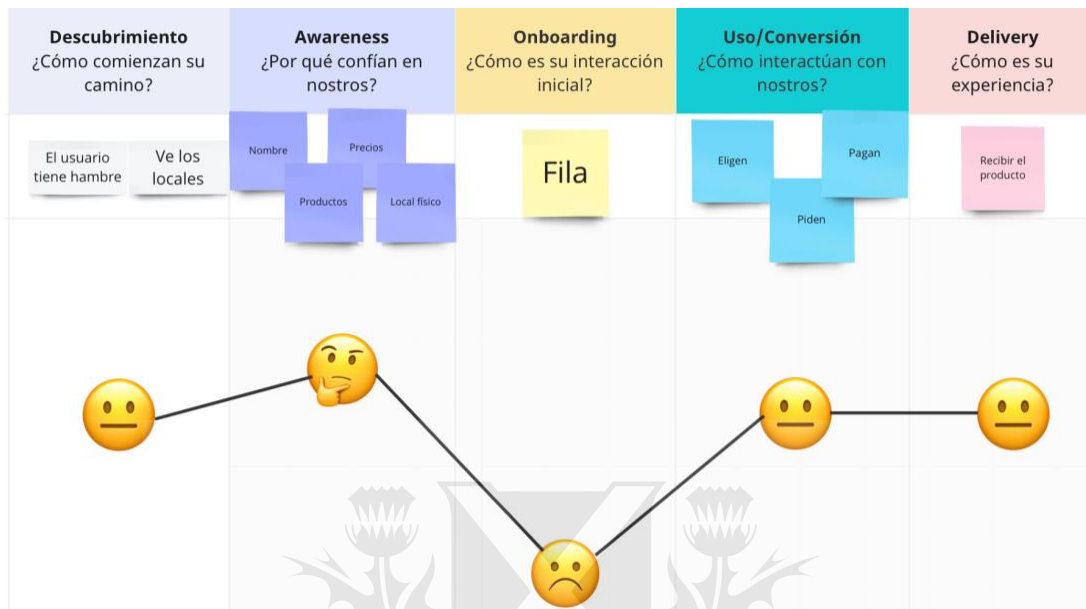 Descubrimiento
¿Cómo comienzan su
camino?
Awareness
¿Por qué confían en
nostros?
Onboarding
¿Cómo es su interacción
inicial?
Uso/Conversión
¿Cómo interactúan con
nostros?
Delivery
¿Cómo es su
experiencia?
El usuario
tiene hambre
Ve los
locales
Nombre
Precios
Productos
Local físico
Fila
Eligen
Pagan
Piden
Recibir el
producto